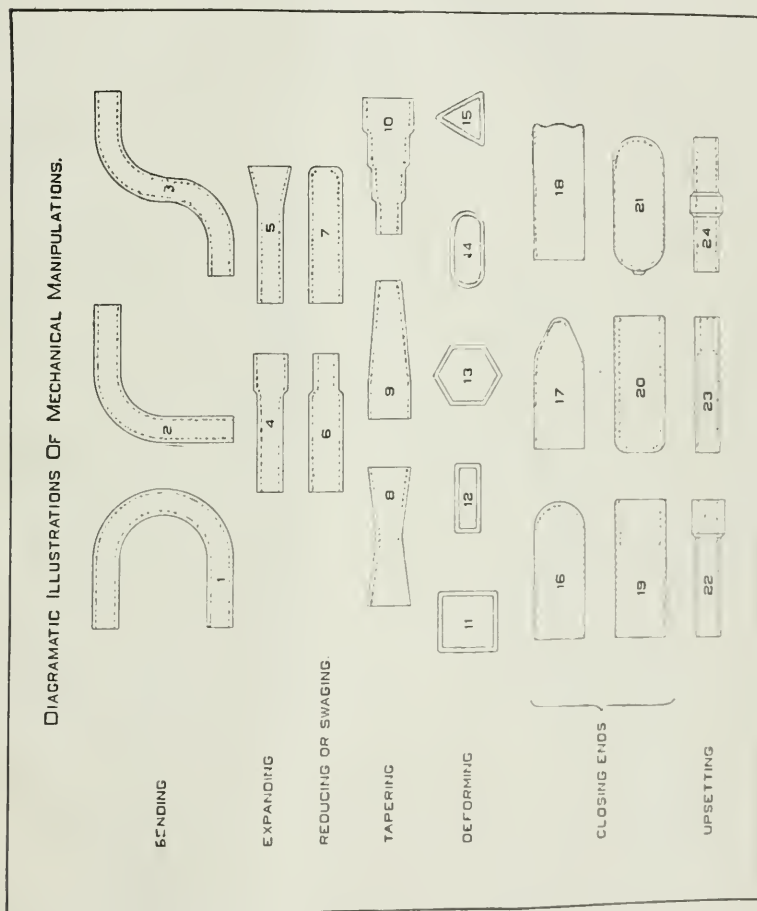 DIAGRAMATIC ILLUSTRATIONS OF MECHANICAL MANIPULATIONS.
BENDING 1 2 3
EXPANDING 4 5
REDUCING OR SWAGING. 6 7
TAPERING 8 9 10
DEFORMING 11 12 13 14 15
CLOSING ENDS
16 17 18
19 20 21
UPSETTING 22 23 24